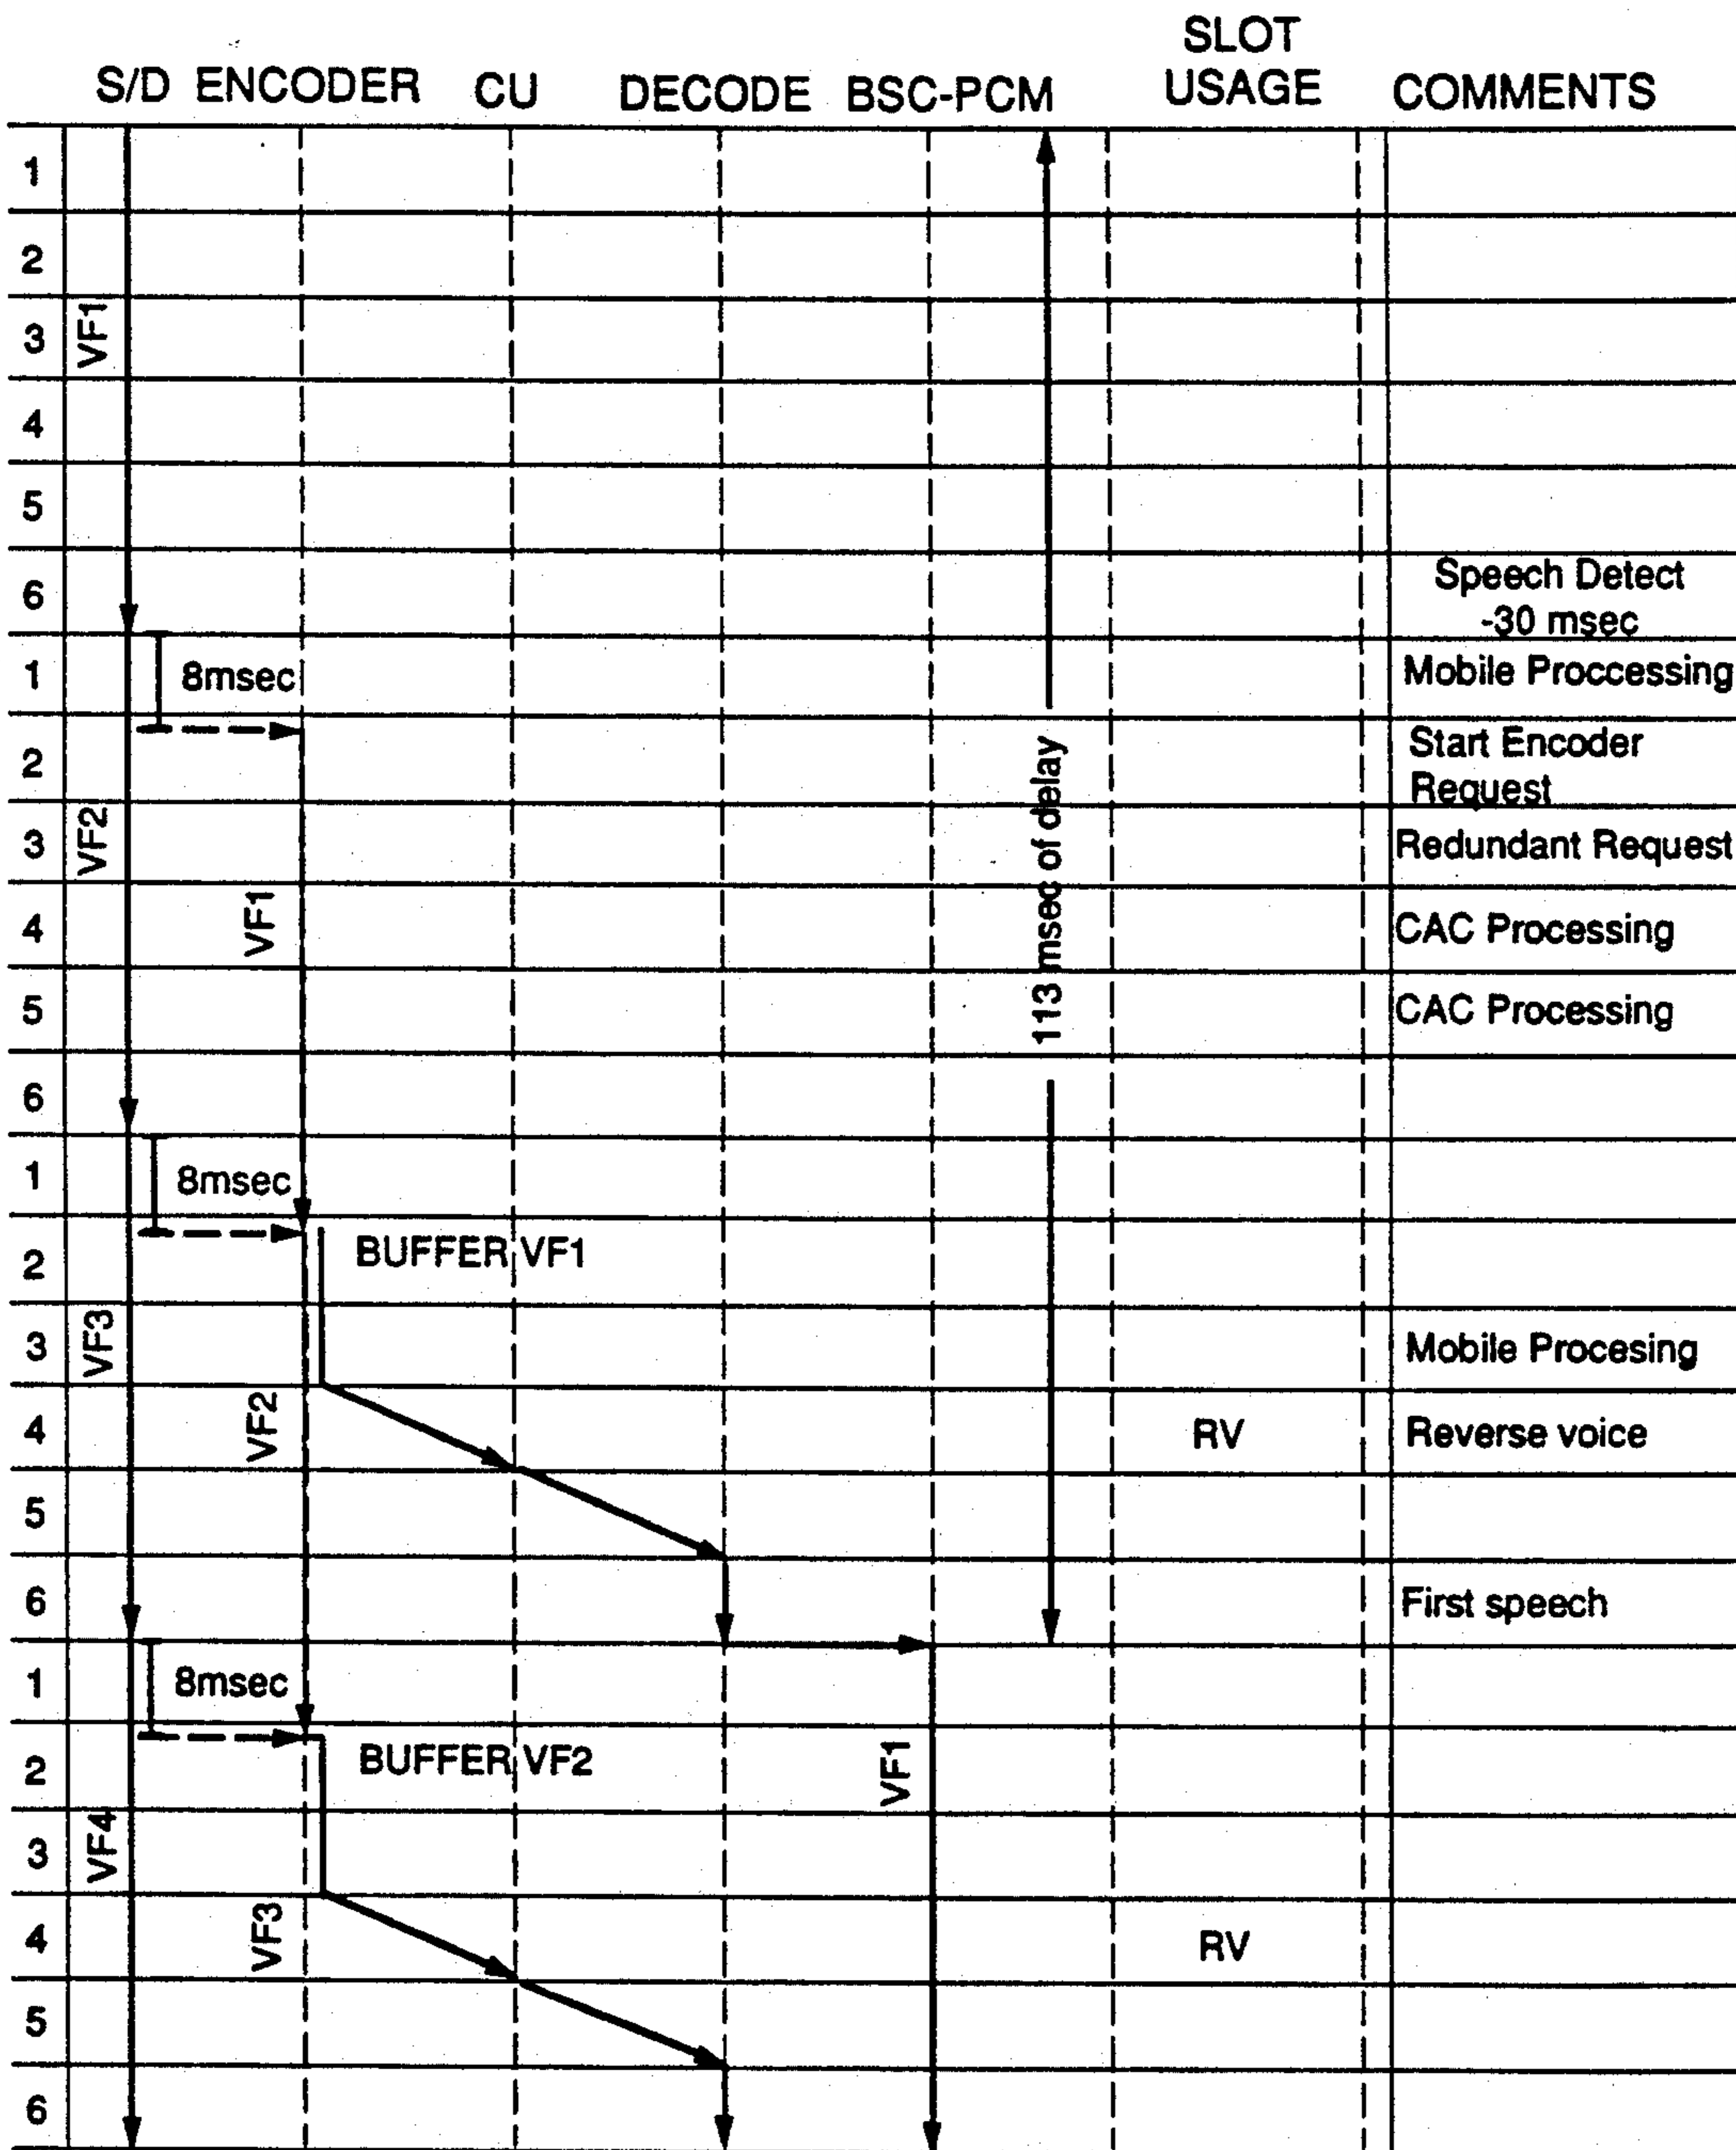 SLOT
S/D ENCODER CU DECODE BSC-PCM USAGE COMMENTS
1
2
3 VF1
4
5
6 Speech Detect
-30 msec
1 8msec Mobile Proccessing
2 Start Encoder
Request
3 VF2 Redundant Request
4 VF1 113 msec of delay CAC Processing
5 CAC Processing
6
1 8msec
2 BUFFER VF1
3 VF3 Mobile Procesing
4 VF2 RV Reverse voice
5
6 First speech
1 8msec
2 BUFFER VF2 VF1
3 VF4
4 VF3 RV
5
6